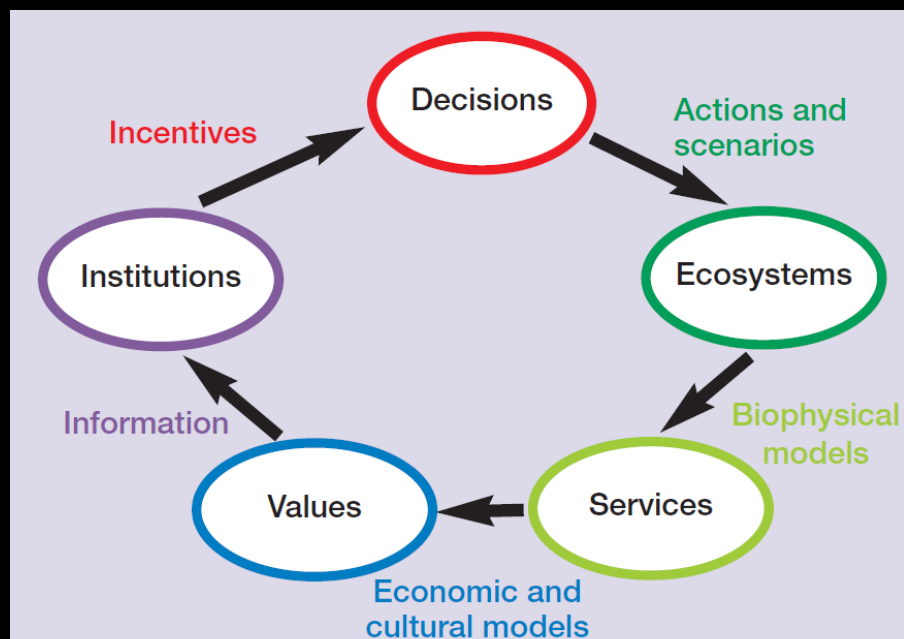 Decisions
Incentives
Actions and
scenarios
Institutions
Ecosystems
Information
Biophysical
models
Values
Services
Economic and
cultural models